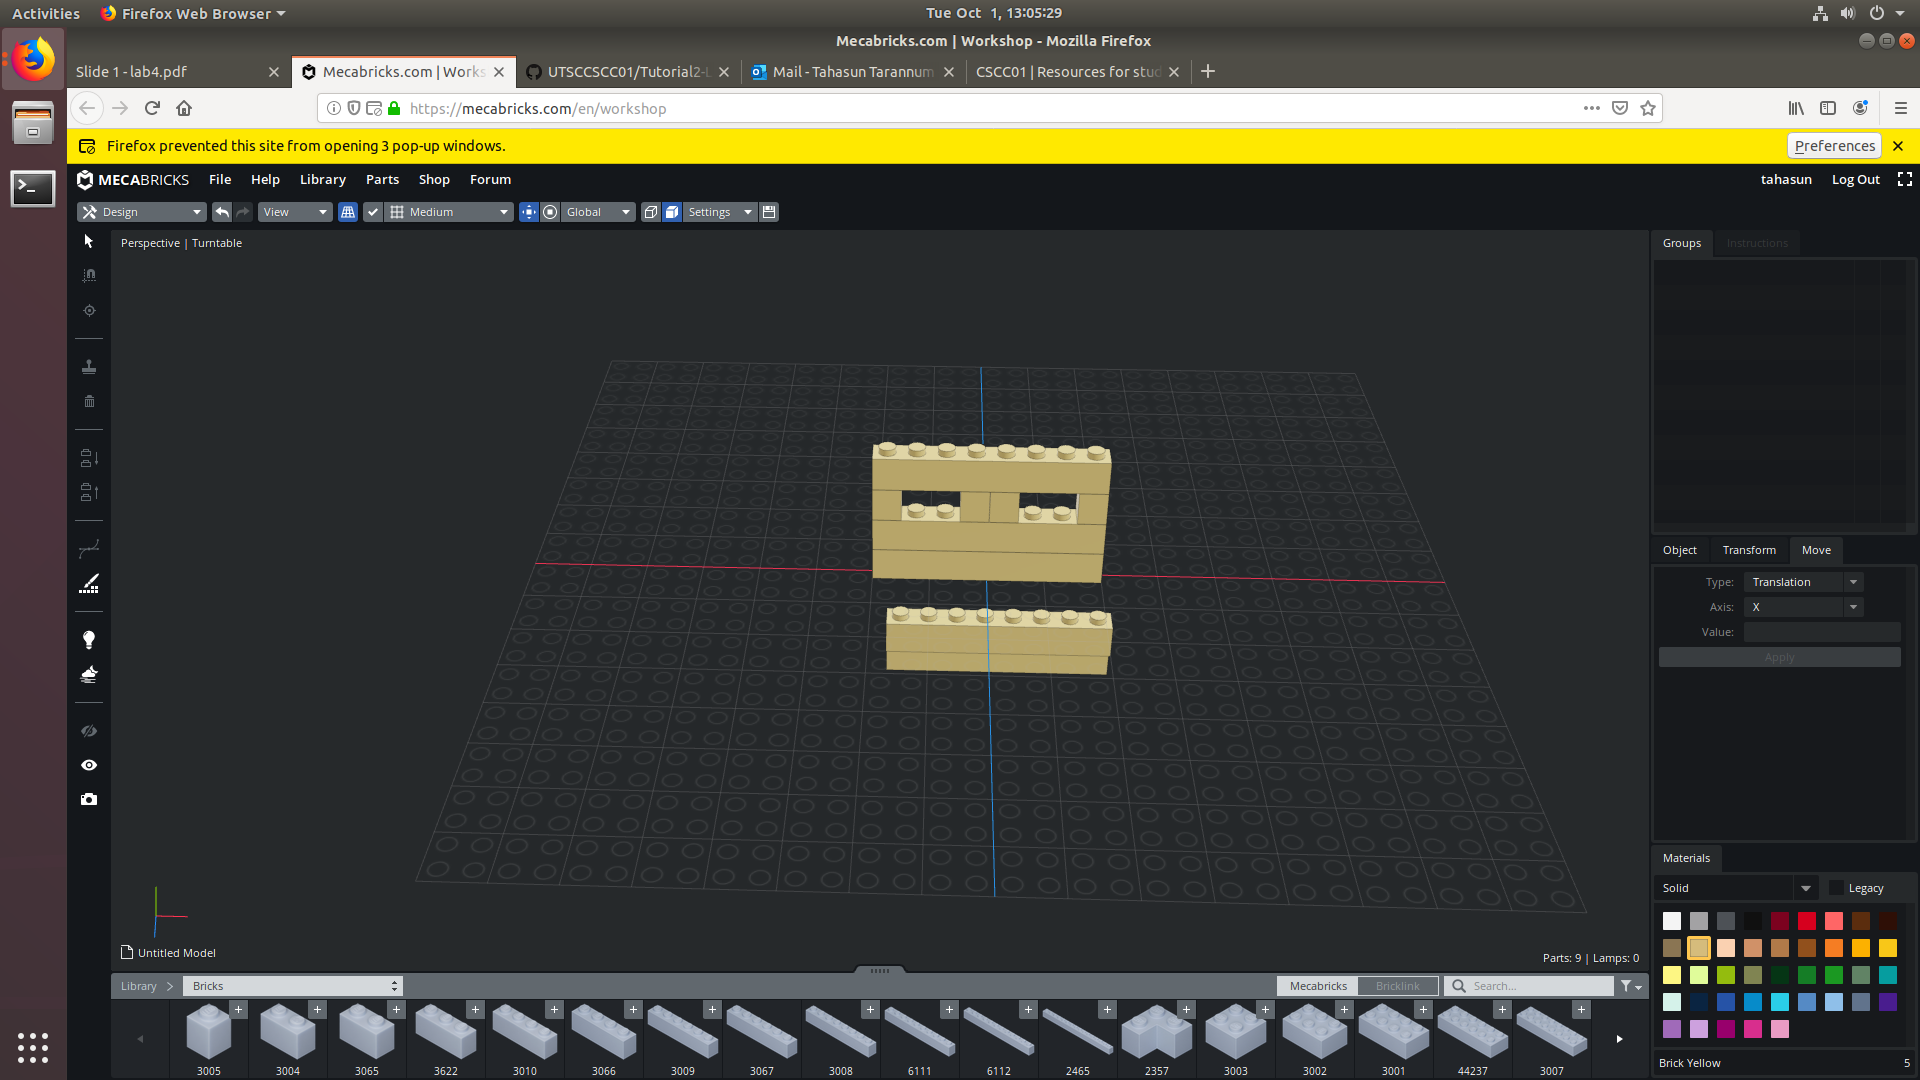 Activities Firefox Web Browser Tue Oct 1, 13:05:29
Mecabricks.com | Workshop - Mozilla Firefox
Slide 1 - lab4.pdf Mecabricks.com | Works UTSCCSCC01/Tutorial2-L Mail - Tahasun Tarannum CSCC01 | Resources for stud
https://mecabricks.com/en/workshop
Firefox prevented this site from opening 3 pop-up windows. Preferences
MECABRICKS File Help Library Parts Shop Forum tahasun Log Out
Design View Medium Global Settings
Perspective | Turntable
Groups Instructions
Object Transform Move
Type: Translation
Axis: X
Value:
Apply
Materials
Solid Legacy
Untitled Model
Parts: 9 | Lamps: 0
Library > Bricks Mecabricks Bricklink Search...
3005 3004 3065 3622 3010 3066 3009 3067 3008 6111 6112 2465 2357 3003 3002 3001 44237 3007
Brick Yellow 5